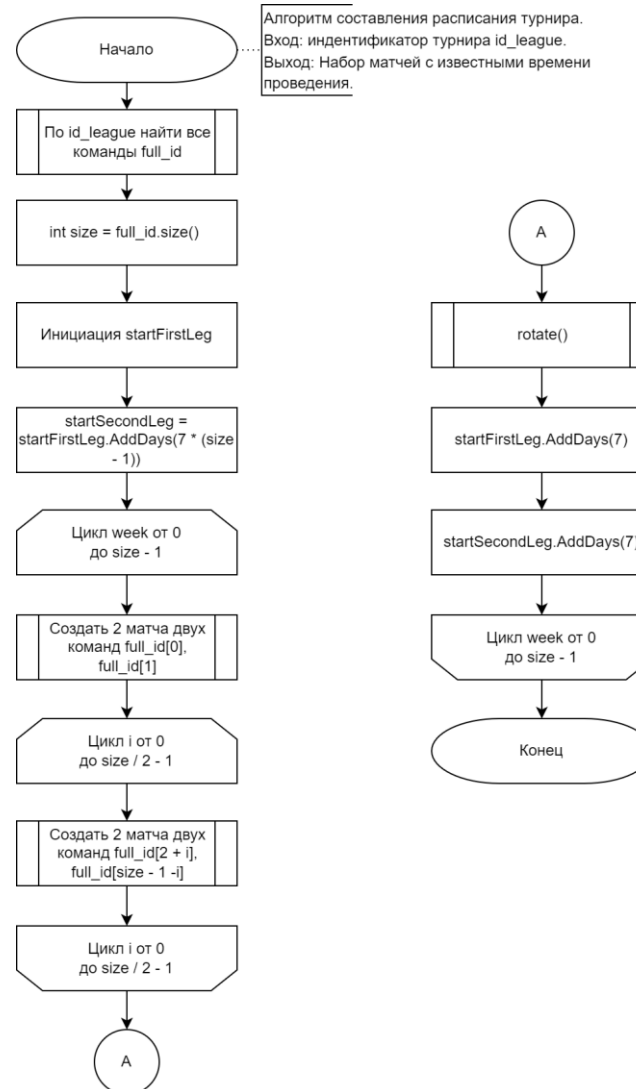 Начало
Алгоритм составления расписания турнира.
Вход: индентификатор турнира id_league.
Выход: Набор матчей с известными времени
проведения.
По id_league найти все
команды full_id
int size = full_id.size()
Инициация startFirstLeg
startSecondLeg =
startFirstLeg.AddDays(7 * (size
- 1))
Цикл week от 0
до size - 1
Создать 2 матча двух
команд full_id[0],
full_id[1]
Цикл i от 0
до size / 2 - 1
Создать 2 матча двух
команд full_id[2 + i],
full_id[size - 1 -i]
Цикл i от 0
до size / 2 - 1
A
A
rotate()
startFirstLeg.AddDays(7)
startSecondLeg.AddDays(7)
Цикл week от 0
до size - 1
Конец